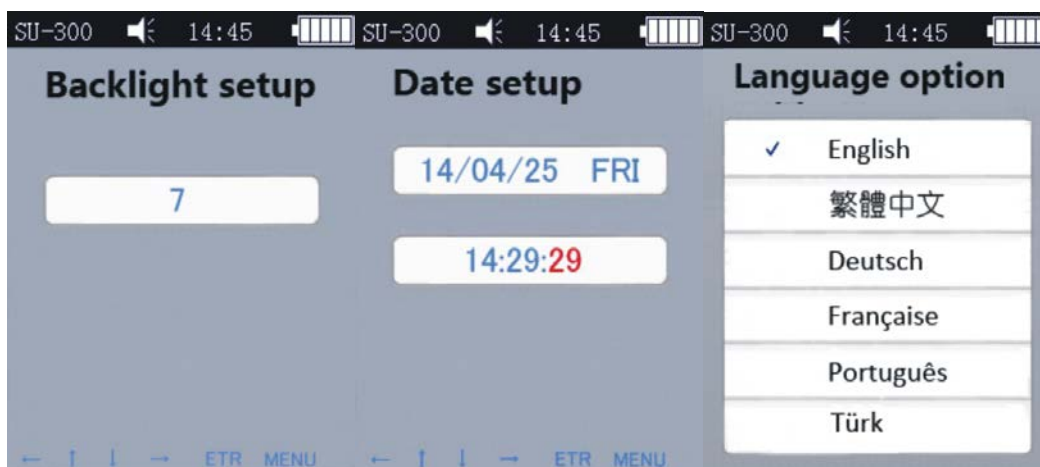 SU-300 14:45
Backlight setup
7
← ↑ ↓ → ETR MENU
SU-300 14:45
Date setup
14/04/25 FRI
14:29:29
← ↑ ↓ → ETR MENU
SU-300 14:45
Language option
✓ English
繁體中文
Deutsch
Française
Português
Türk